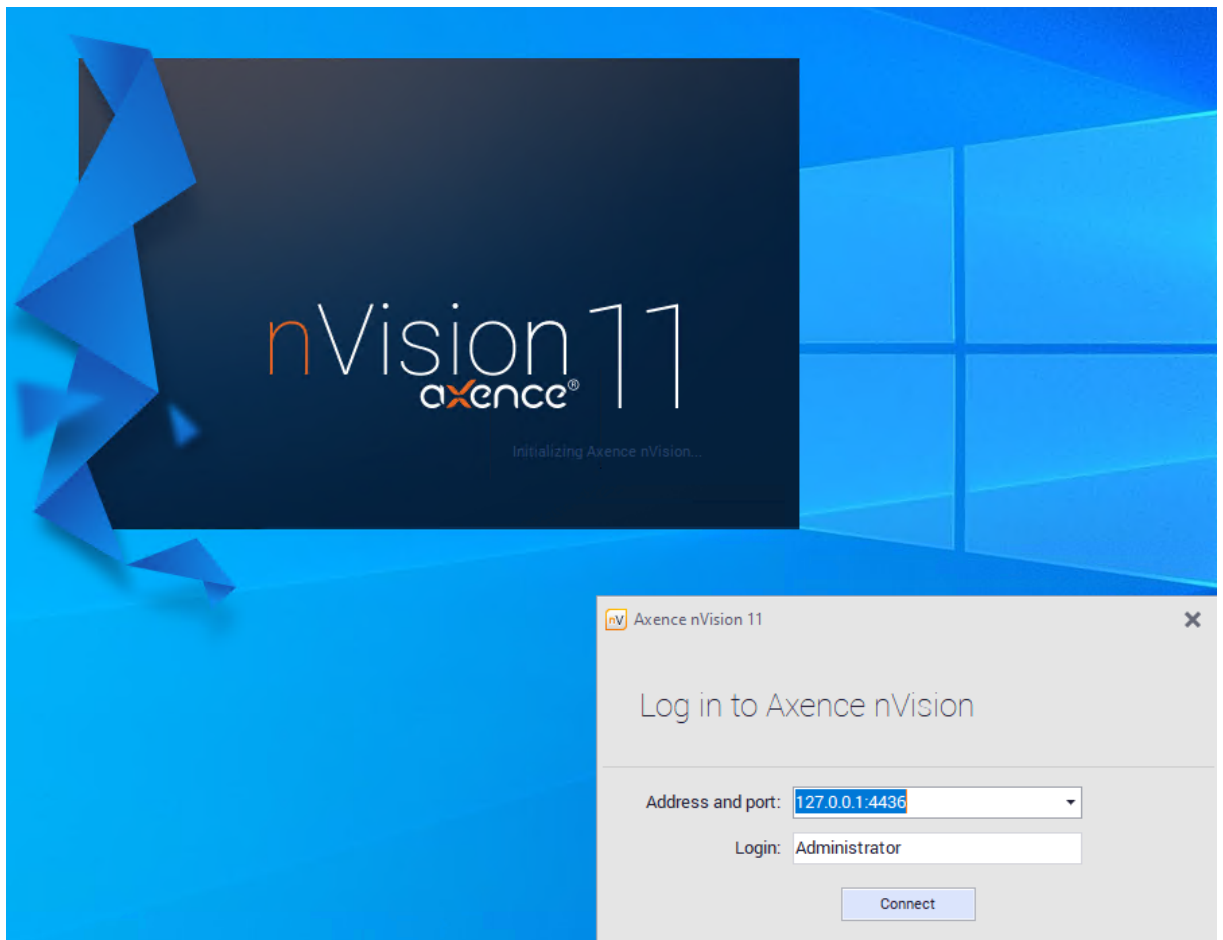 nVision 11
axence®
Initializing Axence nVision...
nV Axence nVision 11
Log in to Axence nVision
Address and port: 127.0.0.1:4436
Login: Administrator
Connect